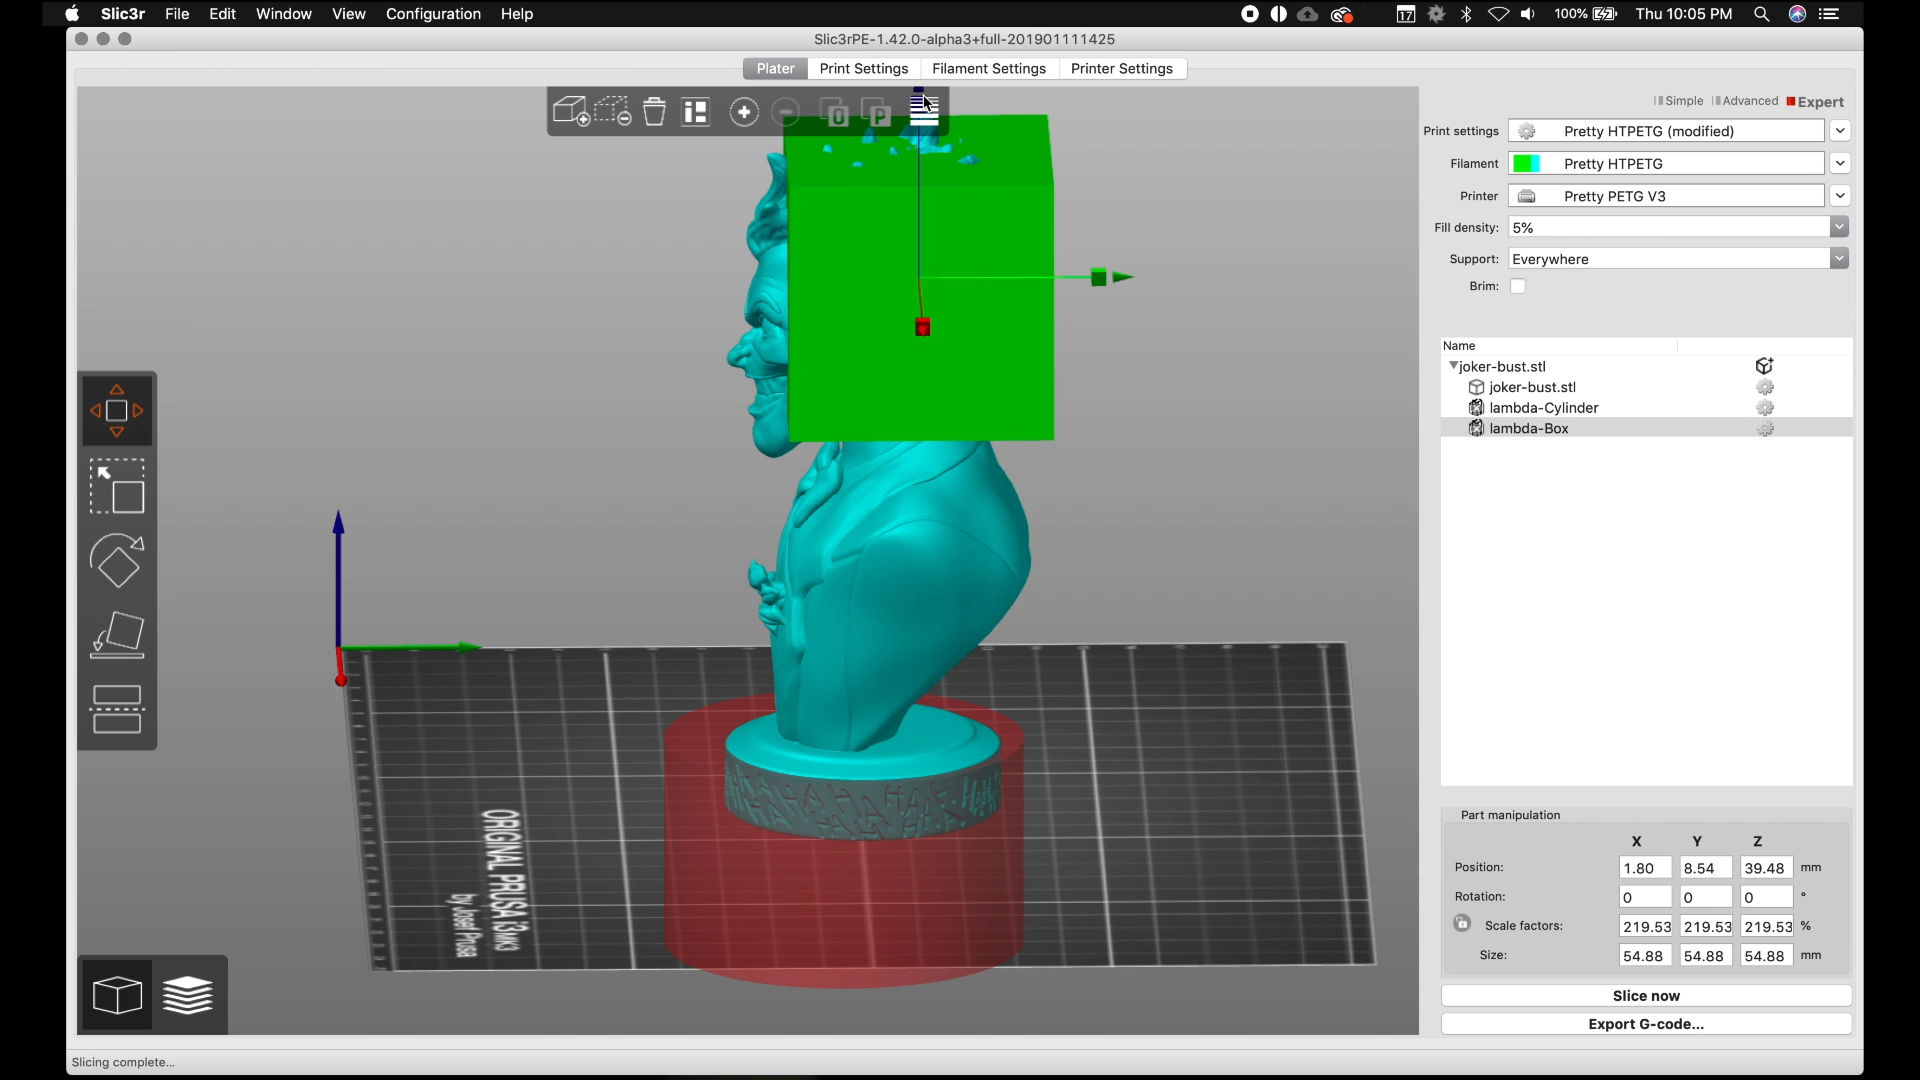 Slic3r File Edit Window View Configuration Help
17 100% Thu 10:05 PM
Slic3rPE-1.42.0-alpha3+full-201901111425
Plater Print Settings Filament Settings Printer Settings
U P
Simple Advanced Expert
Print settings Pretty HTPETG (modified)
Filament Pretty HTPETG
Printer Pretty PETG V3
Fill density: 5%
Support: Everywhere
Brim:
Name
joker-bust.stl
joker-bust.stl
lambda-Cylinder
lambda-Box
ORIGINAL PRUSA i3 MK3
by Josef Prusa
Part manipulation
X Y Z
Position: 1.80 8.54 39.48 mm
Rotation: 0 0 0 °
Scale factors: 219.53 219.53 219.53 %
Size: 54.88 54.88 54.88 mm
Slice now
Export G-code...
Slicing complete...